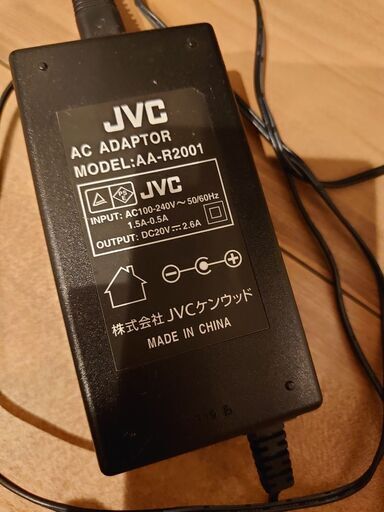 JVC
AC ADAPTOR
MODEL:AA-R2001
PS E JVC
INPUT: AC100-240V～50/60Hz
1.5A-0.5A
OUTPUT: DC20V⎓2.6A
株式会社 JVCケンウッド
MADE IN CHINA